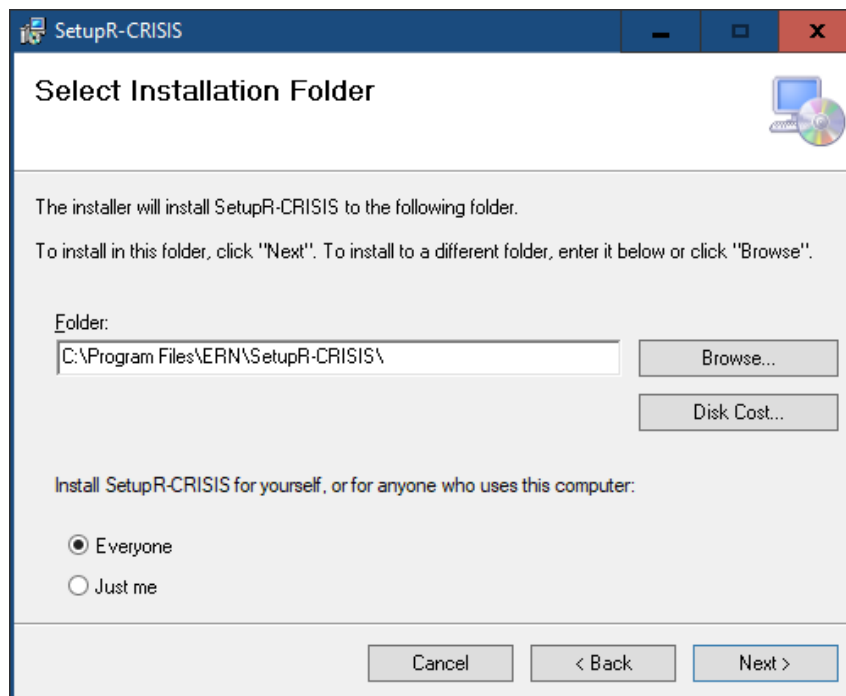 SetupR-CRISIS
Select Installation Folder
The installer will install SetupR-CRISIS to the following folder.
To install in this folder, click "Next". To install to a different folder, enter it below or click "Browse".
Folder:
C:\Program Files\ERN\SetupR-CRISIS\
Browse...
Disk Cost...
Install SetupR-CRISIS for yourself, or for anyone who uses this computer:
Everyone
Just me
Cancel
< Back
Next >